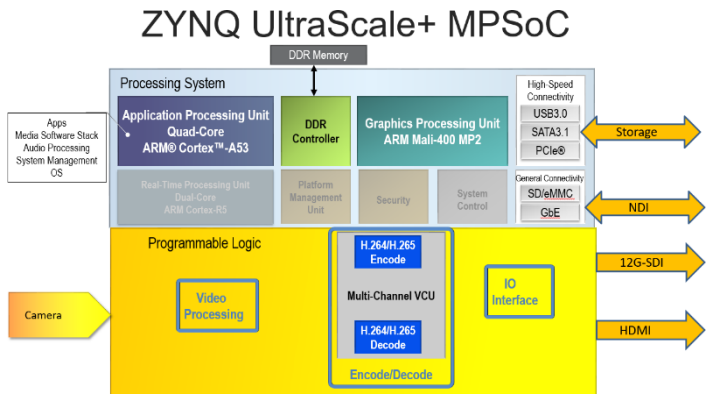 ZYNQ UltraScale+ MPSoC
DDR Memory
Processing System
High-Speed
Connectivity
USB3.0
SATA3.1
PCIe®
Apps
Media Software Stack
Audio Processing
System Management
OS
Application Processing Unit
Quad-Core
ARM® Cortex™-A53
DDR
Controller
Graphics Processing Unit
ARM Mali-400 MP2
Storage
Real-Time Processing Unit
Dual-Core
ARM Cortex-R5
Platform
Management
Unit
Security
System
Control
General Connectivity
SD/eMMC
GbE
NDI
Programmable Logic
H.264/H.265
Encode
Video
Processing
Multi-Channel VCU
IO
Interface
12G-SDI
Camera
H.264/H.265
Decode
HDMI
Encode/Decode